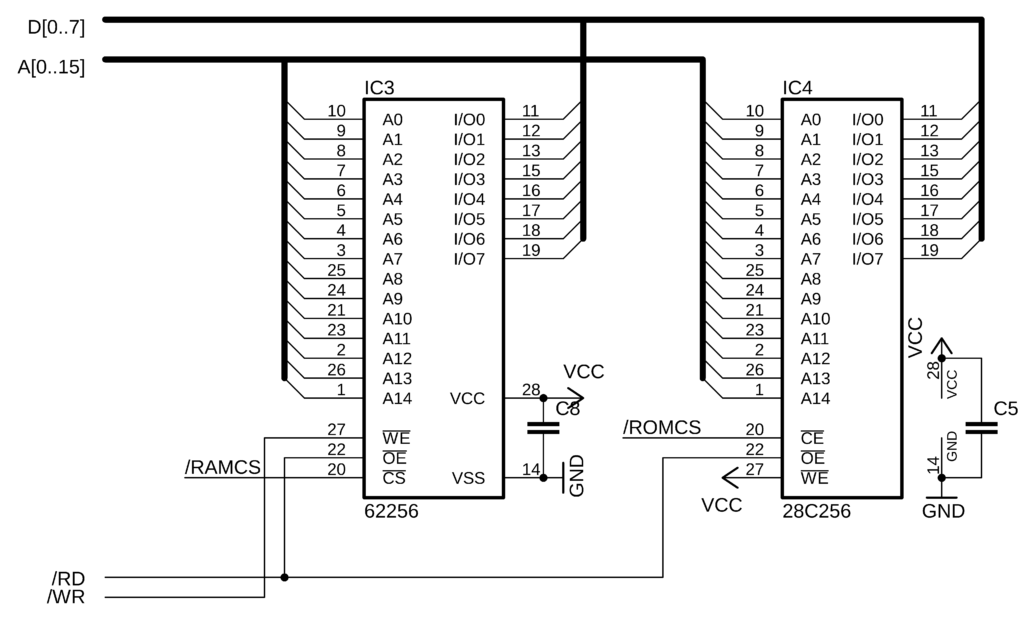 D[0..7]
A[0..15]
IC3
IC4
10 A0 I/O0 11
9 A1 I/O1 12
8 A2 I/O2 13
7 A3 I/O3 15
6 A4 I/O4 16
5 A5 I/O5 17
4 A6 I/O6 18
3 A7 I/O7 19
25 A8
24 A9
21 A10
23 A11
2 A12
26 A13
1 A14 VCC 28
VCC
C8
27 WE
22 OE
/RAMCS 20 CS VSS 14
GND
62256
10 A0 I/O0 11
9 A1 I/O1 12
8 A2 I/O2 13
7 A3 I/O3 15
6 A4 I/O4 16
5 A5 I/O5 17
4 A6 I/O6 18
3 A7 I/O7 19
25 A8
24 A9
21 A10
23 A11
2 A12
26 A13
1 A14
/ROMCS 20 CE
22 OE
27 WE
VCC
28C256
VCC
28 VCC
C5
14 GND
GND
/RD
/WR